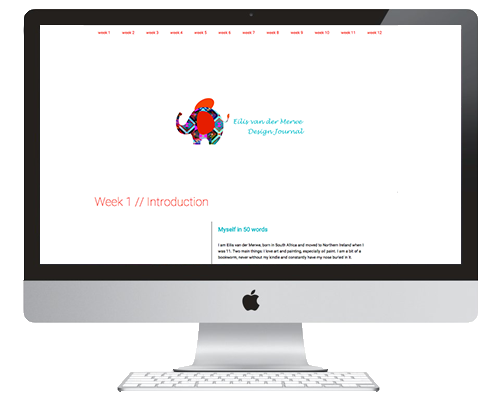 week 1 week 2 week 3 week 4 week 5 week 6 week 7 week 8 week 9 week 10 week 11 week 12
Eilis van der Merwe
Design Journal
Week 1 // Introduction
Myself in 50 words
I am Eilis van der Merwe, born in South Africa and moved to Northern Ireland when I
was 11. Two main things: I love art and painting, especially oil paint. I am a bit of a
bookworm, never without my kindle and constantly have my nose buried in it.